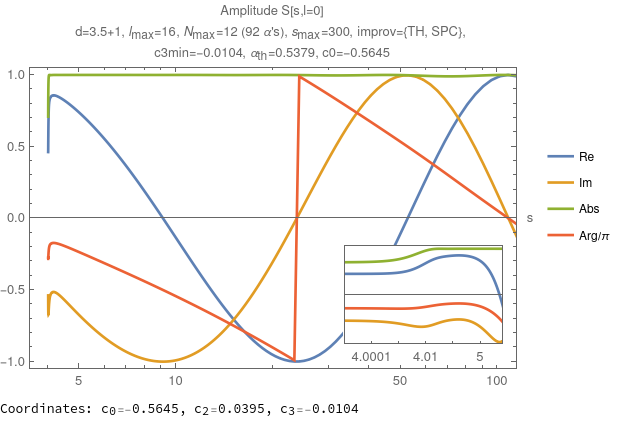 Amplitude S[s,l=0]
d=3.5+1, lmax=16, Nmax=12 (92 α's), smax=300, improv={TH, SPC},
c3min=−0.0104, αth=0.5379, c0=−0.5645
1.0
0.5
0.0
−0.5
−1.0
5
10
50
100
s
4.0001
4.01
5
Re
Im
Abs
Arg/π
Coordinates: c0=−0.5645, c2=0.0395, c3=−0.0104